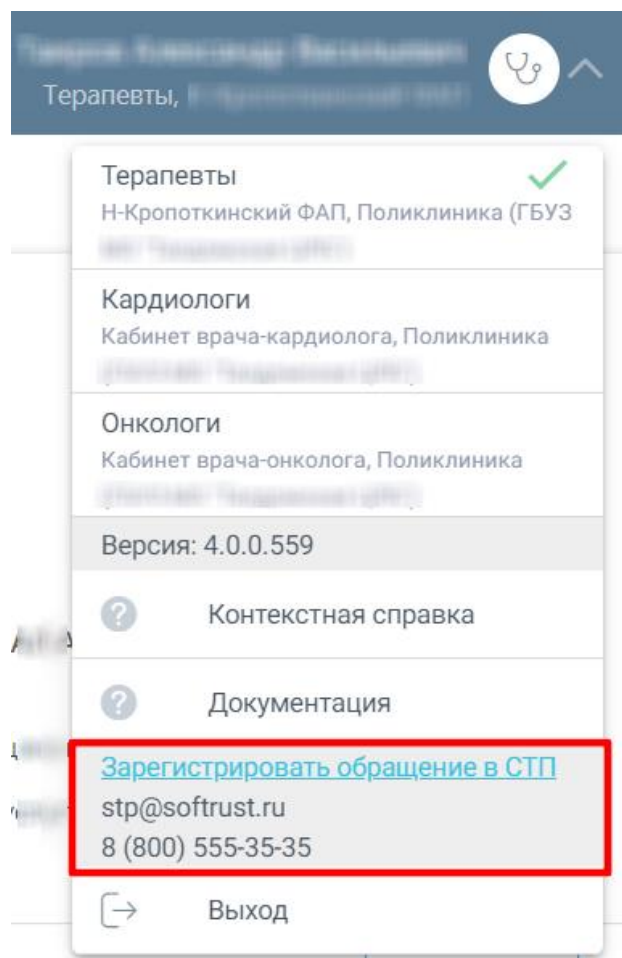 Терапевты,
Терапевты
Н-Кропоткинский ФАП, Поликлиника (ГБУЗ
Кардиологи
Кабинет врача-кардиолога, Поликлиника
Онкологи
Кабинет врача-онколога, Поликлиника
Версия: 4.0.0.559
Контекстная справка
Документация
Зарегистрировать обращение в СТП
stp@softrust.ru
8 (800) 555-35-35
Выход